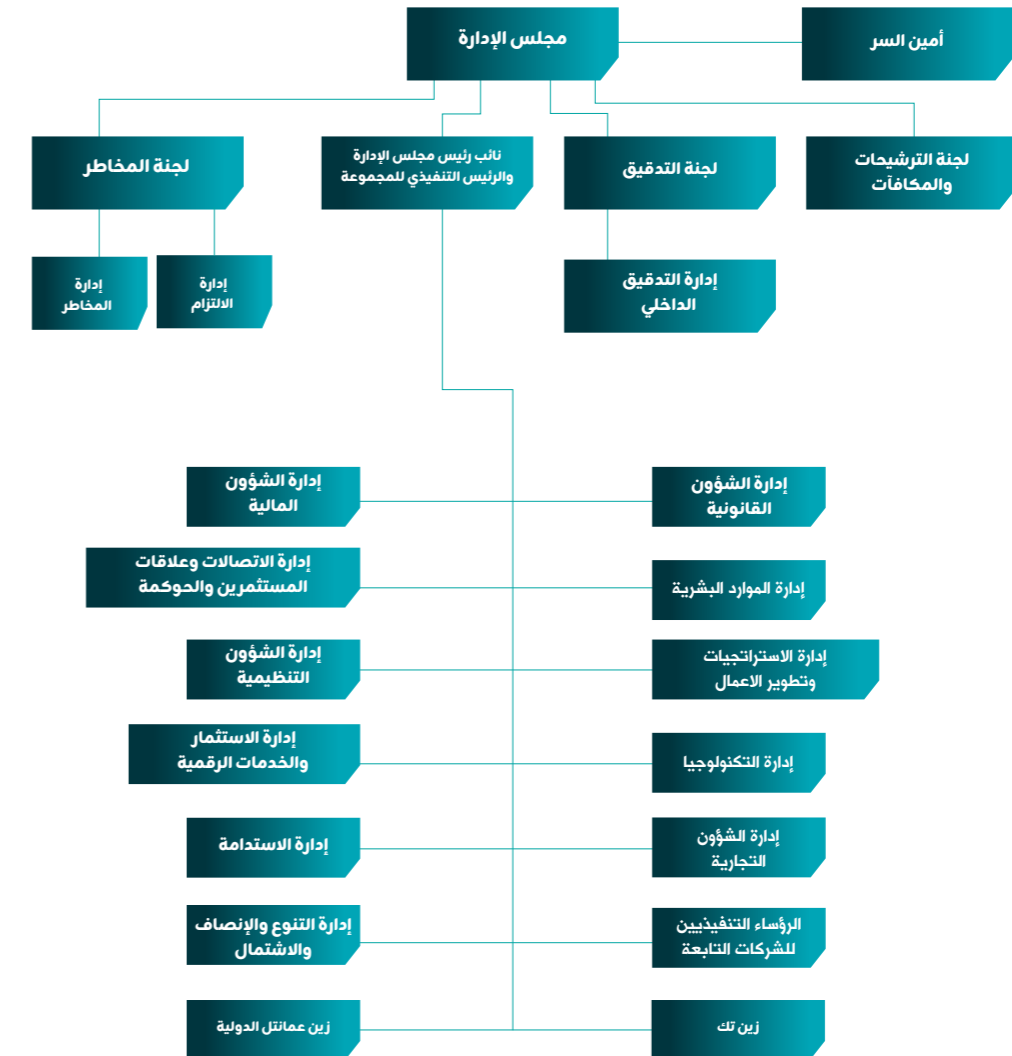 أمين السر
مجلس الإدارة
لجنة الترشيحات
والمكافآت
لجنة التدقيق
نائب رئيس مجلس الإدارة
والرئيس التنفيذي للمجموعة
لجنة المخاطر
إدارة التدقيق
الداخلي
إدارة
الالتزام
إدارة
المخاطر
إدارة الشؤون
القانونية
إدارة الشؤون
المالية
إدارة الموارد البشرية
إدارة الاتصالات وعلاقات
المستثمرين والحوكمة
إدارة الاستراتجيات
وتطوير الاعمال
إدارة الشؤون
التنظيمية
إدارة التكنولوجيا
إدارة الاستثمار
والخدمات الرقمية
إدارة الشؤون
التجارية
إدارة الاستدامة
الرؤساء التنفيذيين
للشركات التابعة
إدارة التنوع والإنصاف
والاشتمال
زين تك
زين عمانتل الدولية